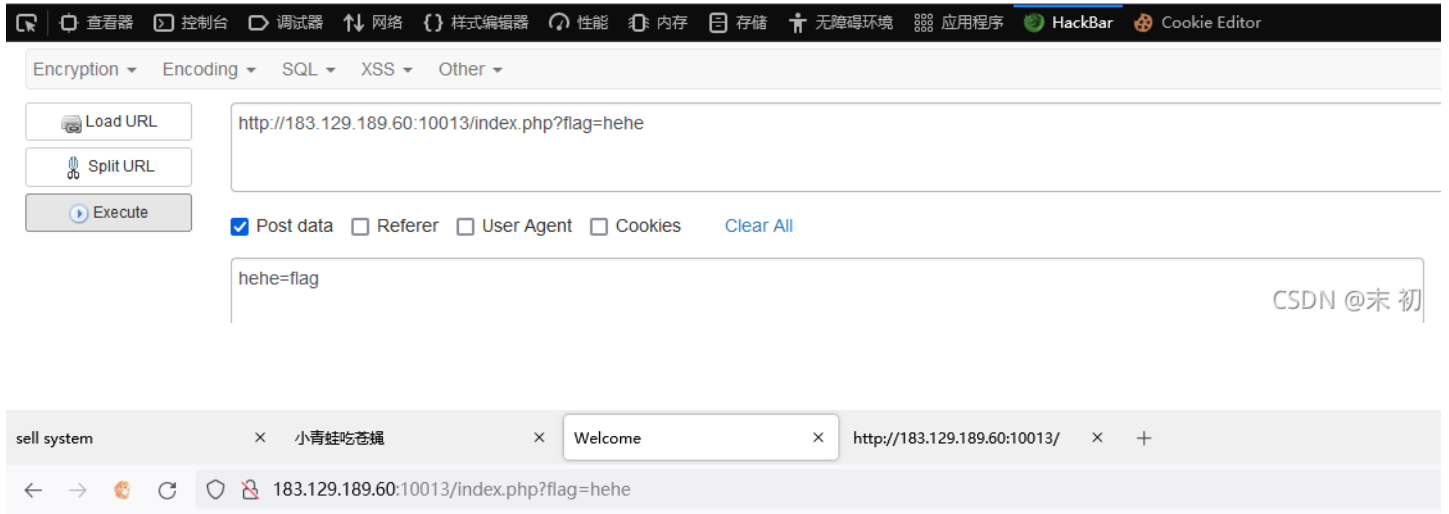 查看器 控制台 调试器 网络 {} 样式编辑器 性能 内存 存储 无障碍环境 应用程序 HackBar Cookie Editor
Encryption Encoding SQL XSS Other
Load URL http://183.129.189.60:10013/index.php?flag=hehe
Split URL
Execute
Post data Referer User Agent Cookies Clear All
hehe=flag
CSDN @末 初
sell system 小青蛙吃苍蝇 Welcome http://183.129.189.60:10013/
183.129.189.60:10013/index.php?flag=hehe